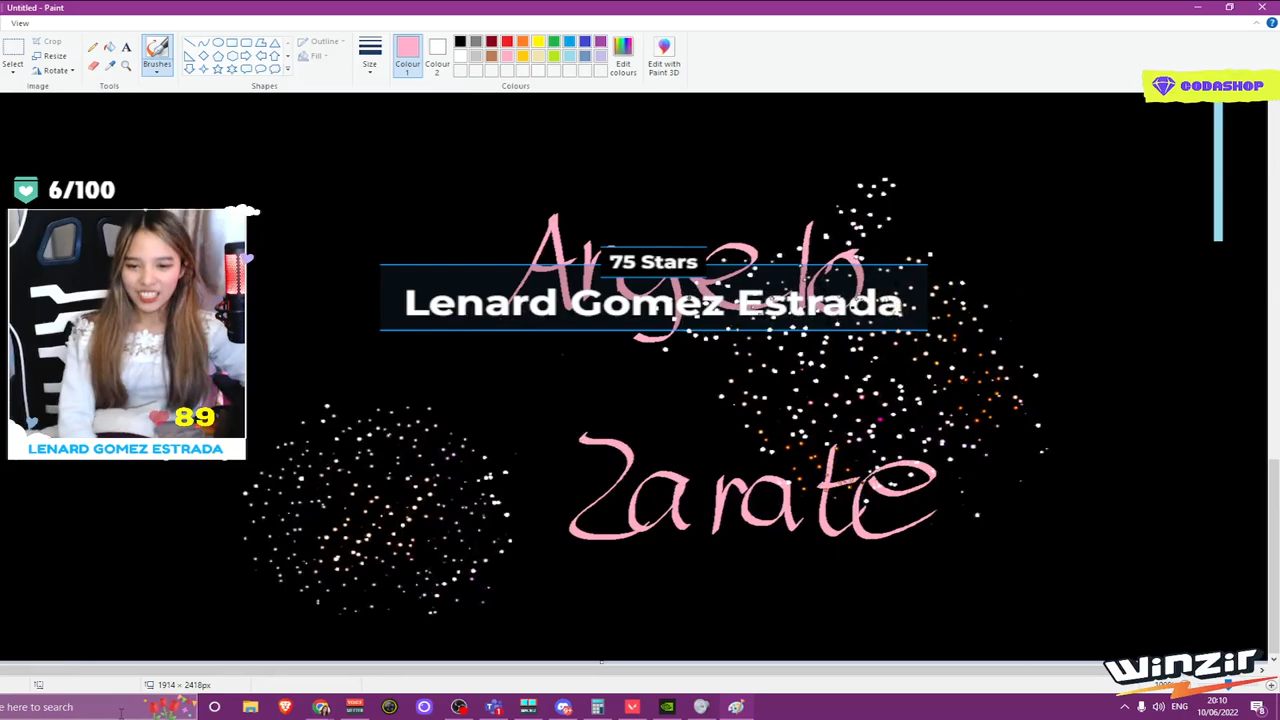 Untitled - Paint
View
Select
Crop
Resize
Rotate
Image
Tools
Brushes
Shapes
Outline
Fill
Size
Colour 1
Colour 2
Edit colours
Colours
Edit with Paint 3D
CODASHOP
6/100
Angelo
75 Stars
Lenard Gomez Estrada
89
LENARD GOMEZ ESTRADA
Zarate
WINZIR
1914 × 2418px
here to search
ENG
20:10
10/06/2022
8